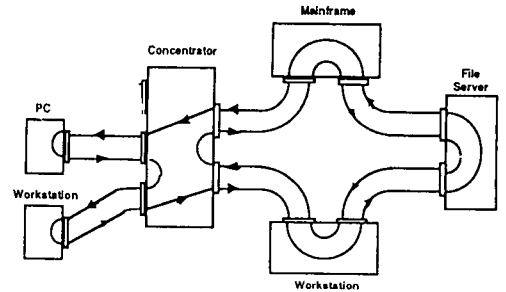 Mainframe
Concentrator
File
Server
PC
Workstation
Workstation